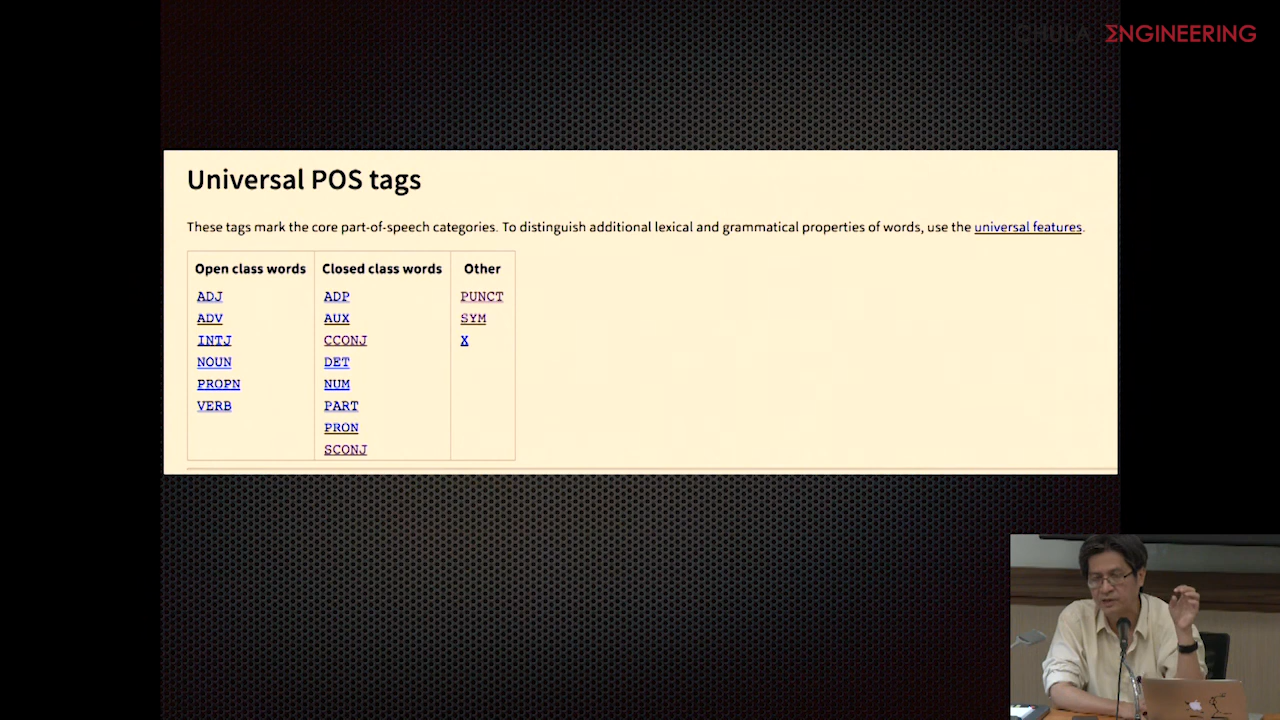 CHULA ΣNGINEERING
Universal POS tags
These tags mark the core part-of-speech categories. To distinguish additional lexical and grammatical properties of words, use the universal features.
Open class words Closed class words Other
ADJ ADP PUNCT
ADV AUX SYM
INTJ CCONJ X
NOUN DET
PROPN NUM
VERB PART
PRON
SCONJ